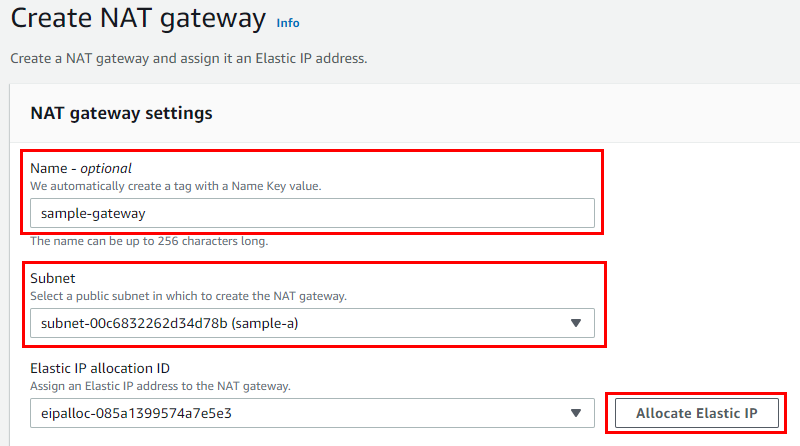 Create NAT gateway Info
Create a NAT gateway and assign it an Elastic IP address.
NAT gateway settings
Name - optional
We automatically create a tag with a Name Key value.
sample-gateway
The name can be up to 256 characters long.
Subnet
Select a public subnet in which to create the NAT gateway.
subnet-00c6832262d34d78b (sample-a)
Elastic IP allocation ID
Assign an Elastic IP address to the NAT gateway.
eipalloc-085a1399574a7e5e3
Allocate Elastic IP